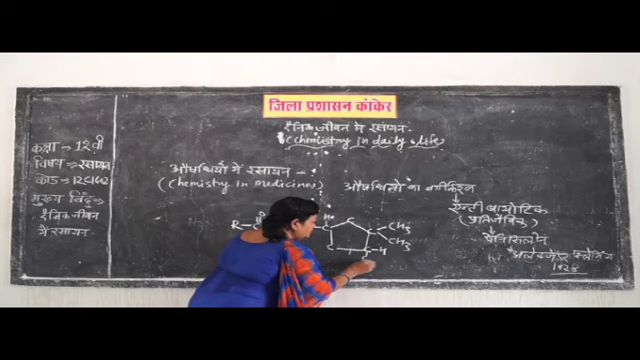 जिला प्रशासन कांकेर
दैनिक जीवन में रसायन.
(Chemistry in daily life)
कक्षा → 12वीं
विषय → रसायन
कोड → 12CH02
मुख्य बिंदु →
दैनिक जीवन
में रसायन
औषधियों में रसायन -
(Chemistry in medicines)
औषधियों का वर्गीकरण
एन्टीबायोटिक
(प्रतिजैविक)
पेनिसिलीन
R - C
CH3
CH3